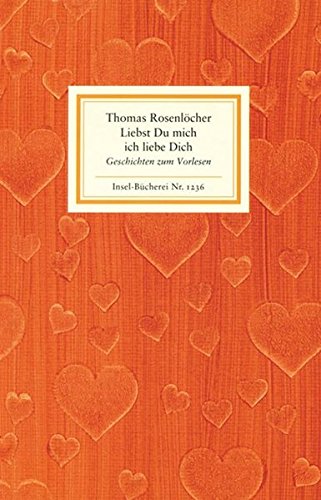 Thomas Rosenlöcher
Liebst Du mich
ich liebe Dich
Geschichten zum Vorlesen
Insel-Bücherei Nr. 1236